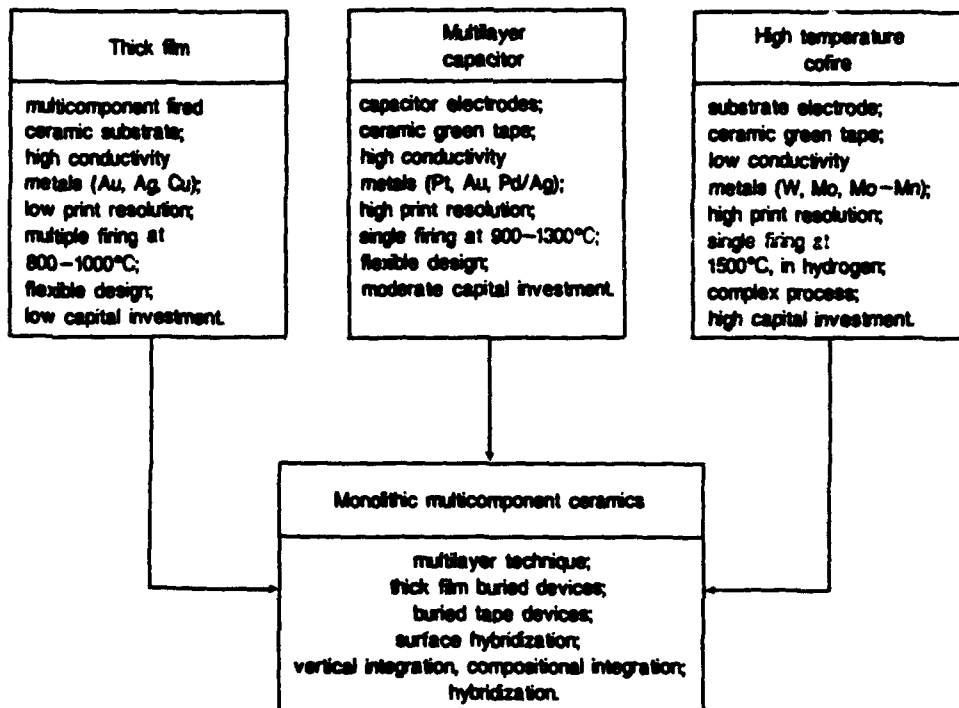 Thick film
multicomponent fired
ceramic substrate;
high conductivity
metals (Au, Ag, Cu);
low print resolution;
multiple firing at
800–1000°C;
flexible design;
low capital investment.
Multilayer
capacitor
capacitor electrodes;
ceramic green tape;
high conductivity
metals (Pt, Au, Pd/Ag);
high print resolution;
single firing at 900–1300°C;
flexible design;
moderate capital investment.
High temperature
cofire
substrate electrode;
ceramic green tape;
low conductivity
metals (W, Mo, Mo–Mn);
high print resolution;
single firing at
1500°C, in hydrogen;
complex process;
high capital investment.
Monolithic multicomponent ceramics
multilayer technique;
thick film buried devices;
buried tape devices;
surface hybridization;
vertical integration, compositional integration;
hybridization.